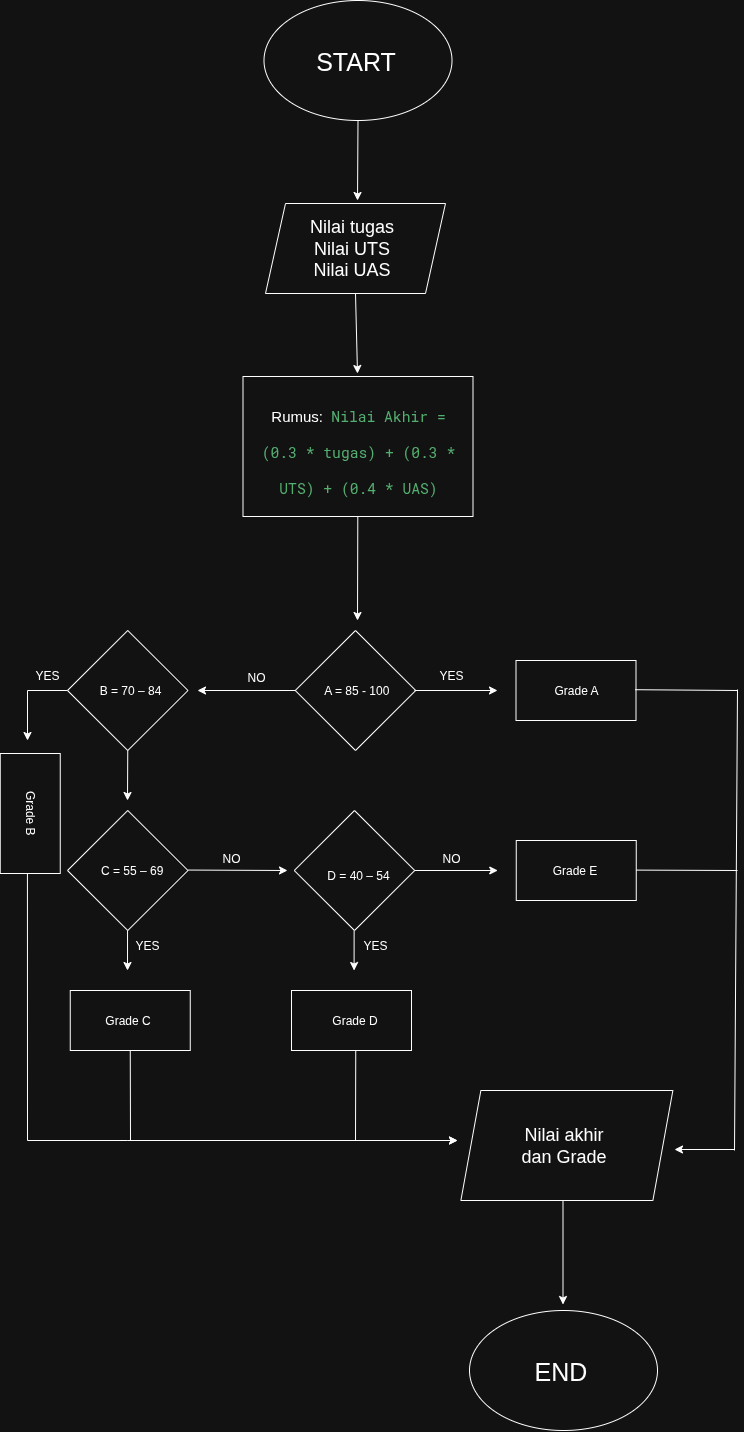 START
Nilai tugas
Nilai UTS
Nilai UAS
Rumus: Nilai Akhir =
(0.3 * tugas) + (0.3 *
UTS) + (0.4 * UAS)
YES
B = 70 – 84
NO
A = 85 - 100
YES
Grade A
Grade B
C = 55 – 69
NO
D = 40 – 54
NO
Grade E
YES
YES
Grade C
Grade D
Nilai akhir
dan Grade
END